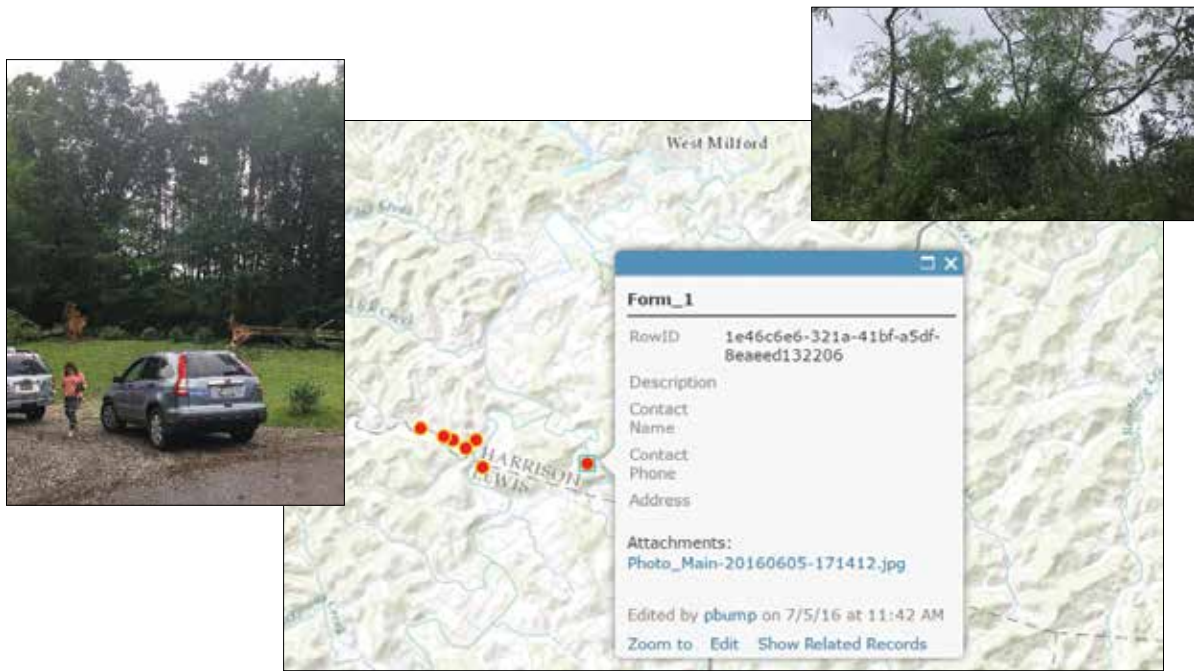 West Milford
Form_1
RowID 1e46c6e6-321a-41bf-a5df-
8eaeed132206
Description
Contact
Name
Contact
Phone
Address
Attachments:
Photo_Main-20160605-171412.jpg
Edited by pbump on 7/5/16 at 11:42 AM
Zoom to Edit Show Related Records
HARRISON
LEWIS
Creek